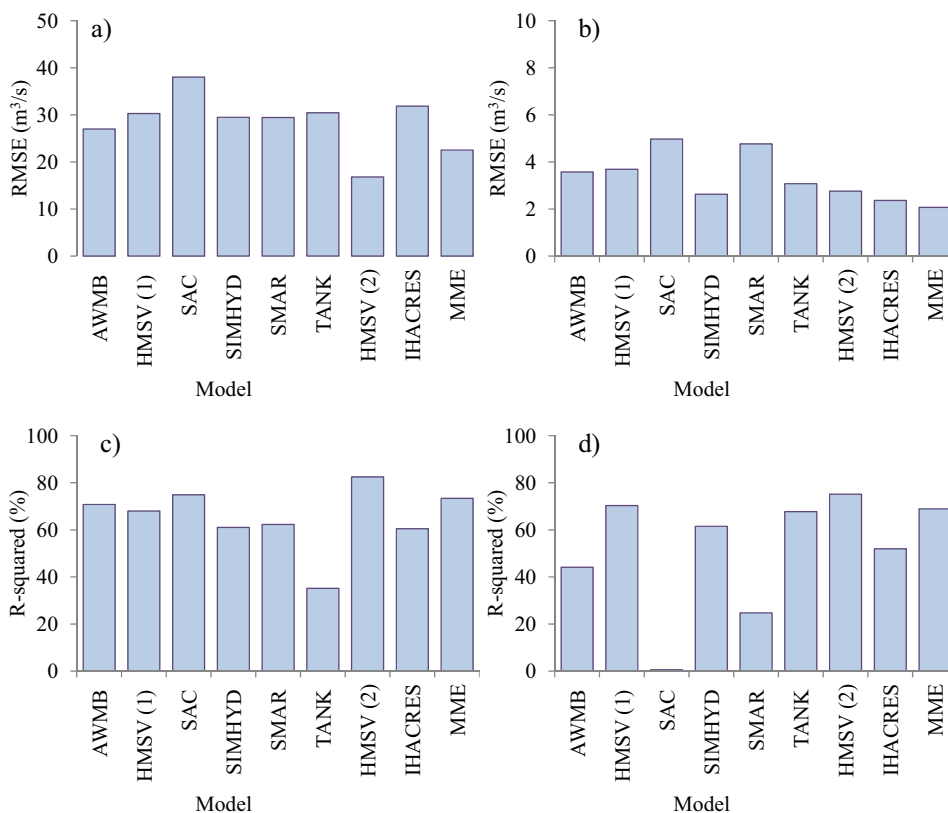 a)
RMSE (m³/s)
50
40
30
20
10
0
AWMB
HMSV (1)
SAC
SIMHYD
SMAR
TANK
HMSV (2)
IHACRES
MME
Model
b)
RMSE (m³/s)
10
8
6
4
2
0
AWMB
HMSV (1)
SAC
SIMHYD
SMAR
TANK
HMSV (2)
IHACRES
MME
Model
c)
R-squared (%)
100
80
60
40
20
0
AWMB
HMSV (1)
SAC
SIMHYD
SMAR
TANK
HMSV (2)
IHACRES
MME
Model
d)
R-squared (%)
100
80
60
40
20
0
AWMB
HMSV (1)
SAC
SIMHYD
SMAR
TANK
HMSV (2)
IHACRES
MME
Model